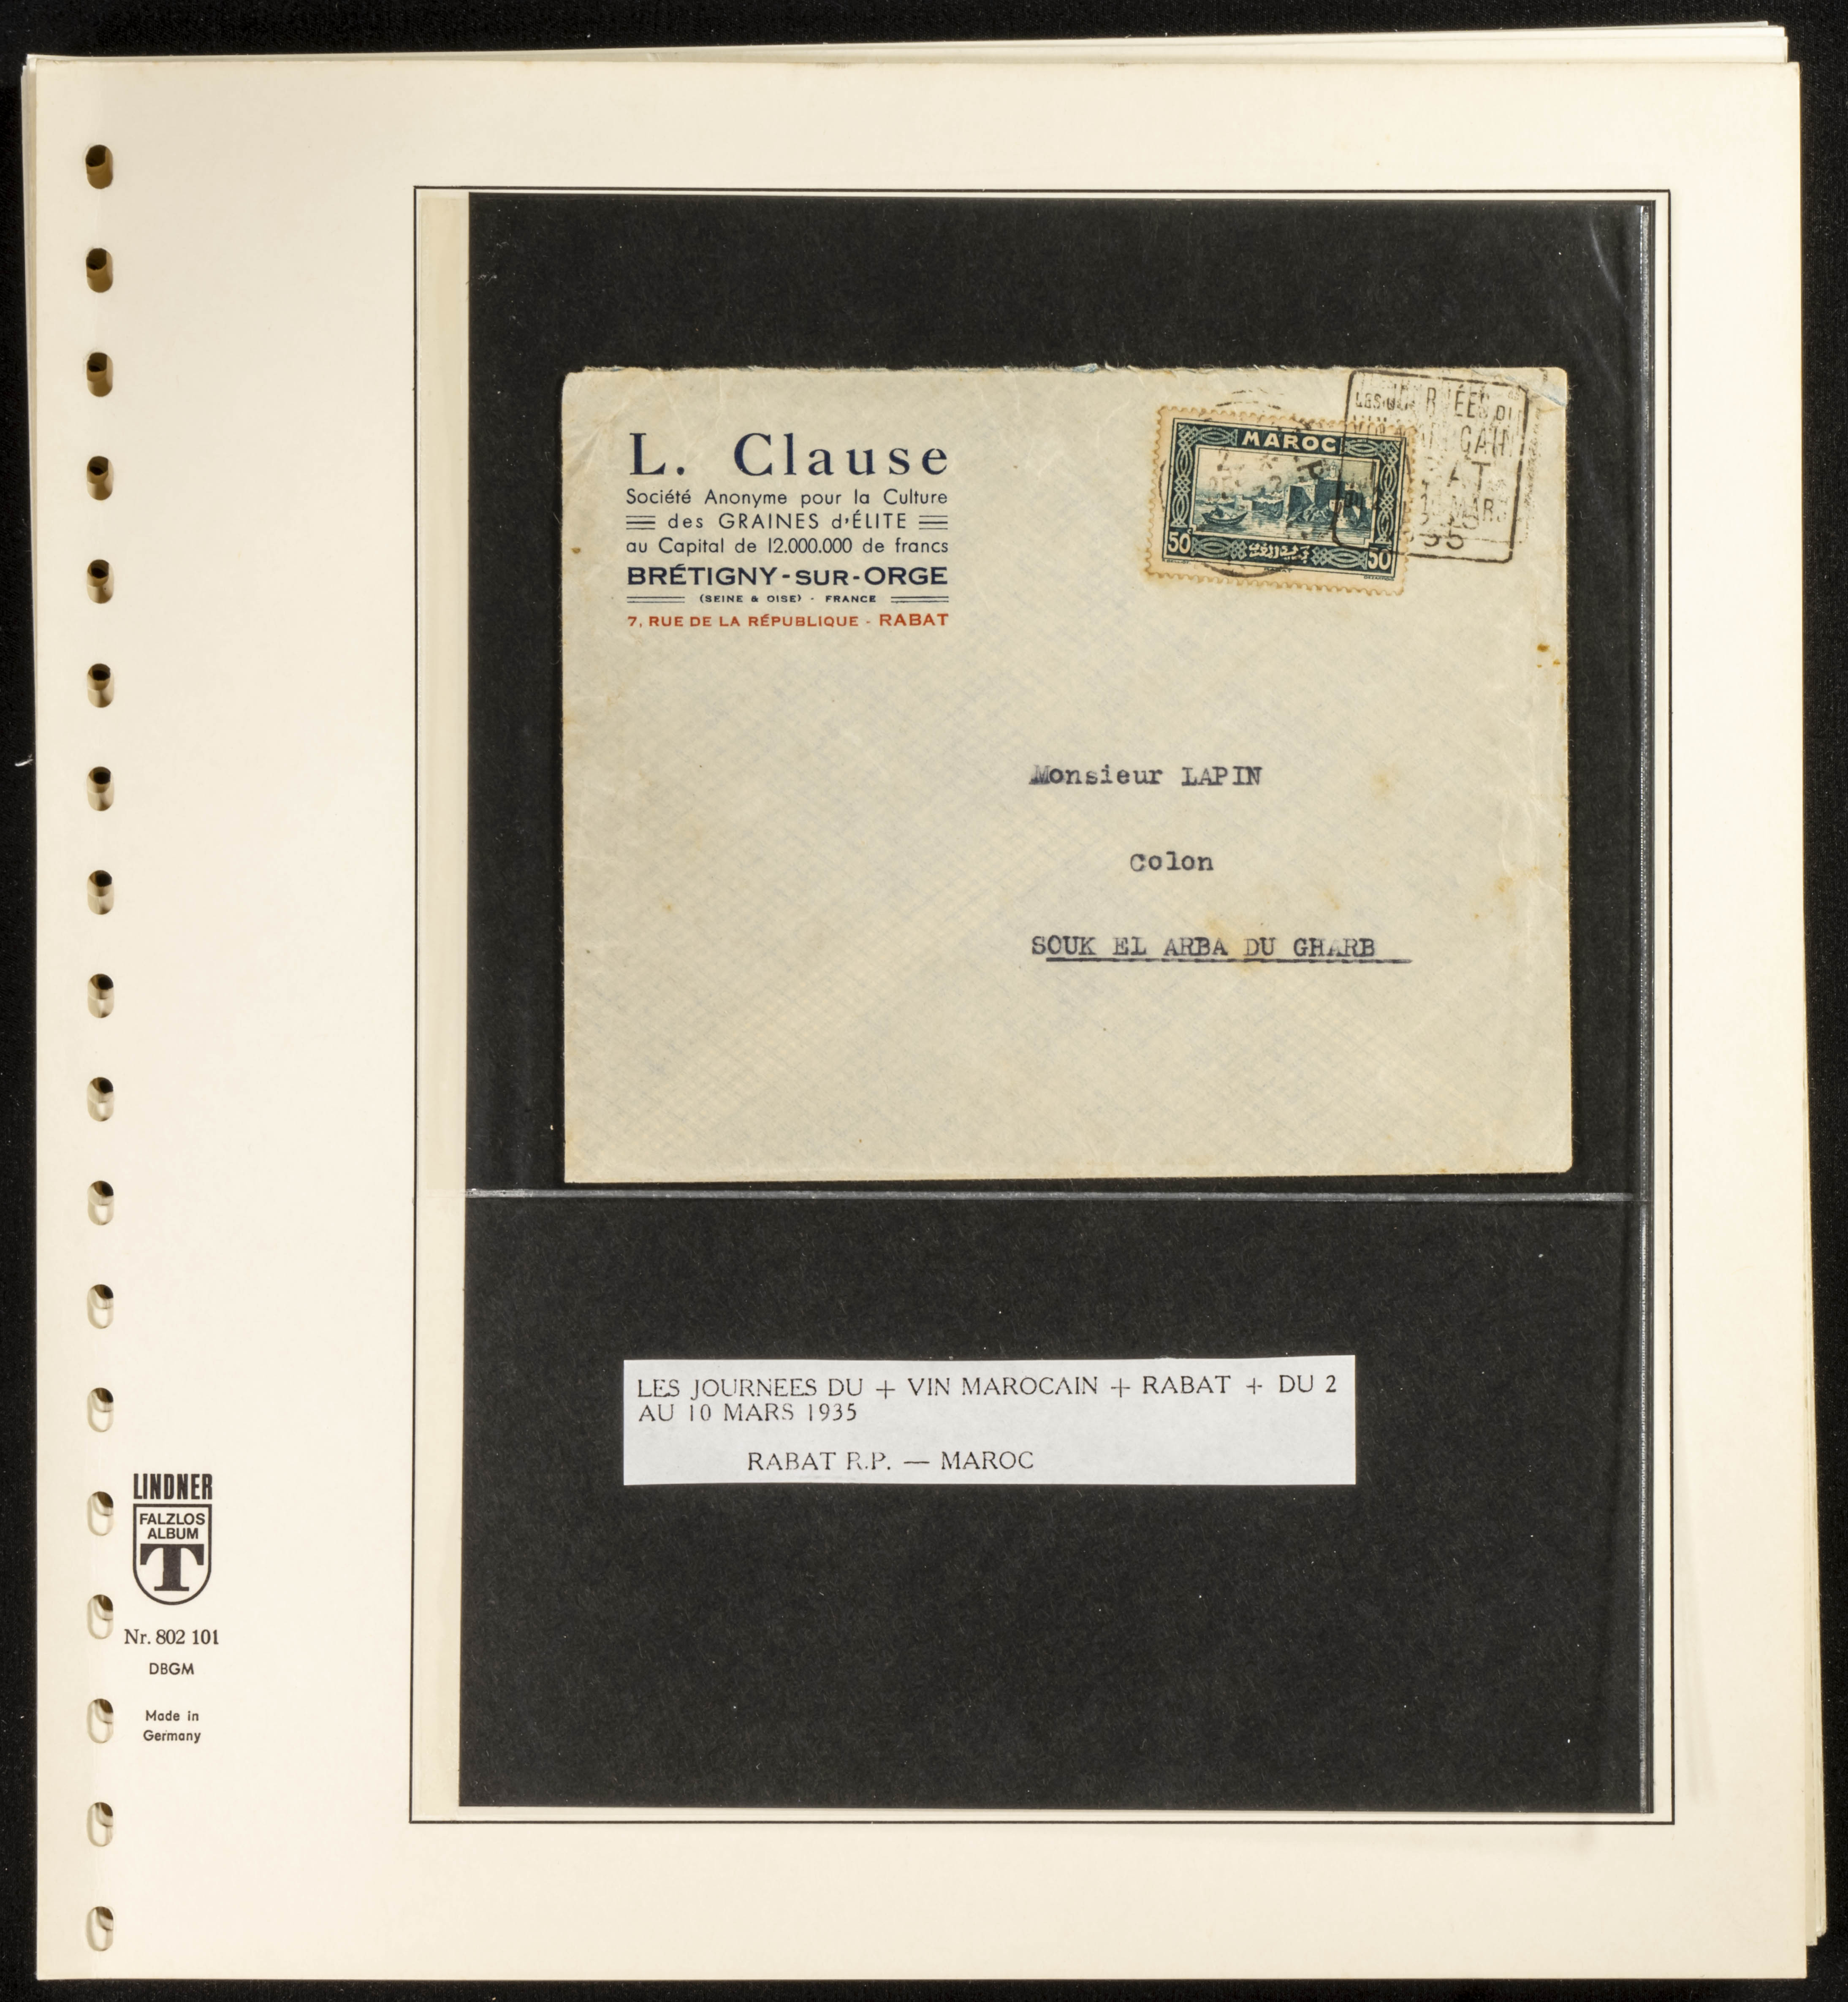 L. Clause
Société Anonyme pour la Culture
des GRAINES d'ÉLITE
au Capital de 12.000.000 de francs
BRÉTIGNY-SUR-ORGE
(SEINE & OISE) - FRANCE
7, RUE DE LA RÉPUBLIQUE - RABAT
MAROC
50 50
Monsieur LAPIN
Colon
SOUK EL ARBA DU GHARB
LES JOURNEES DU + VIN MAROCAIN + RABAT + DU 2
AU 10 MARS 1935
RABAT R.P. — MAROC
LINDNER
FALZLOS
ALBUM
T
Nr. 802 101
DBGM
Made in
Germany